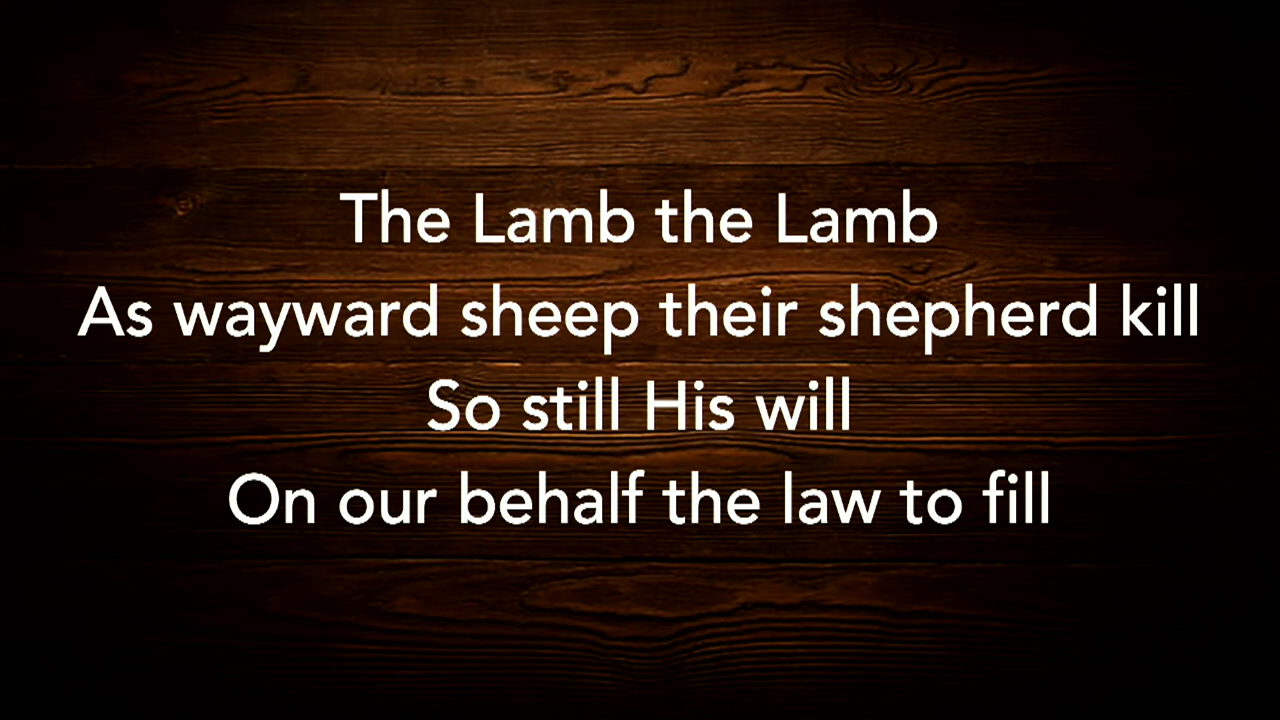 The Lamb the Lamb
As wayward sheep their shepherd kill
So still His will
On our behalf the law to fill